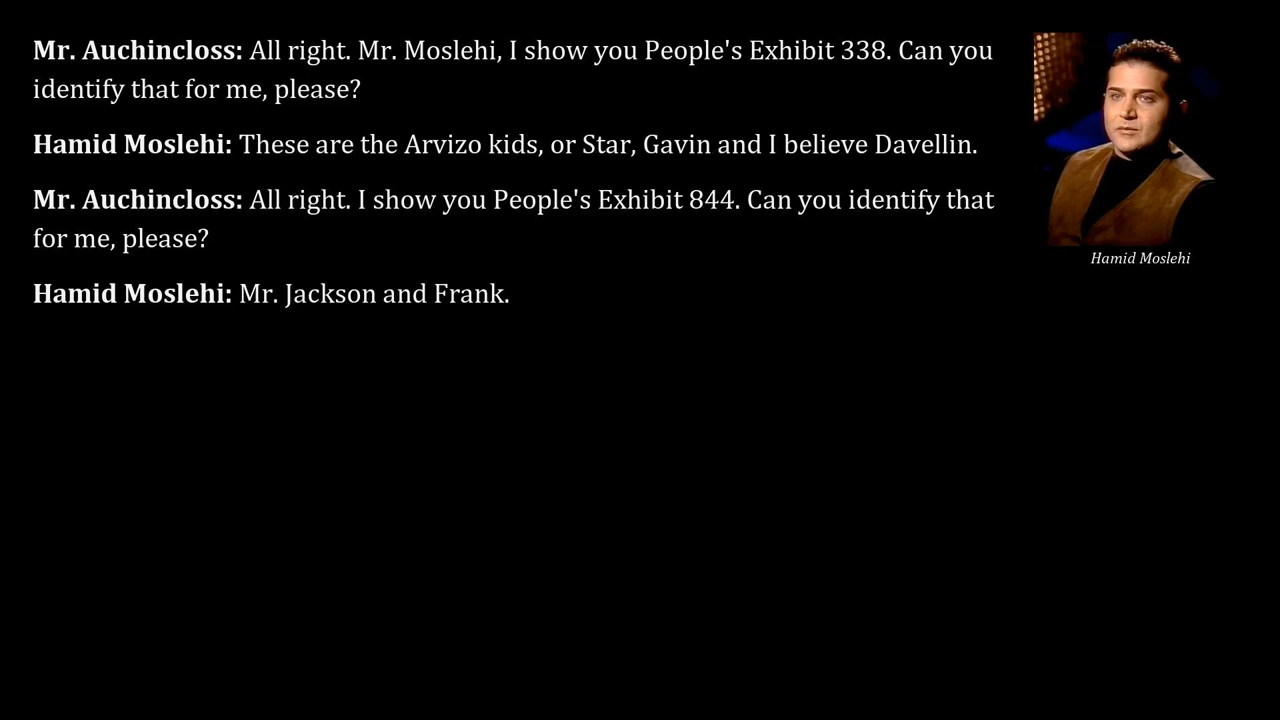 Mr. Auchincloss: All right. Mr. Moslehi, I show you People's Exhibit 338. Can you
identify that for me, please?
Hamid Moslehi: These are the Arvizo kids, or Star, Gavin and I believe Davellin.
Mr. Auchincloss: All right. I show you People's Exhibit 844. Can you identify that
for me, please?
Hamid Moslehi: Mr. Jackson and Frank.
Hamid Moslehi